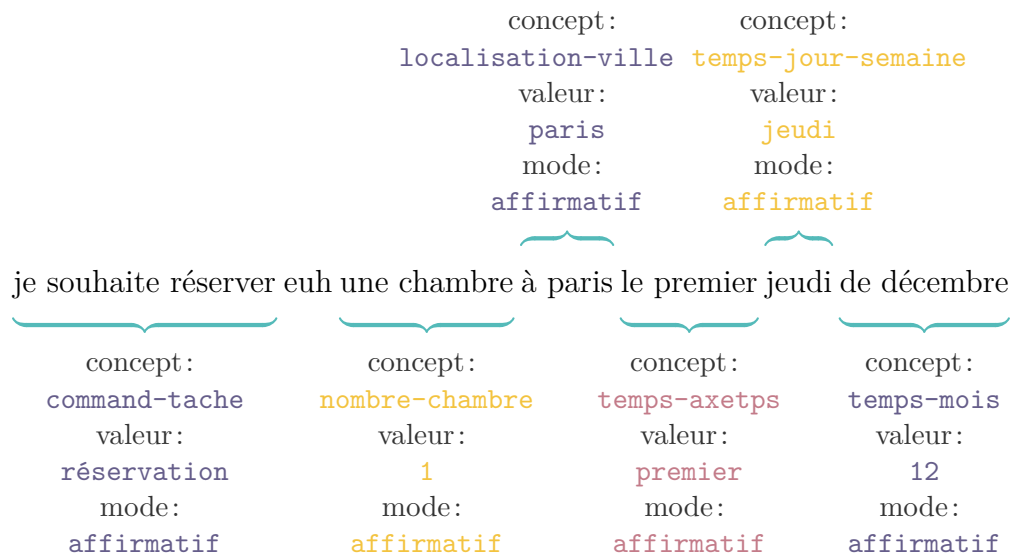 concept : concept :
localisation-ville temps-jour-semaine
valeur : valeur :
paris jeudi
mode : mode :
affirmatif affirmatif
je souhaite réserver euh une chambre à paris le premier jeudi de décembre
concept : concept : concept : concept :
command-tache nombre-chambre temps-axetps temps-mois
valeur : valeur : valeur : valeur :
réservation 1 premier 12
mode : mode : mode : mode :
affirmatif affirmatif affirmatif affirmatif